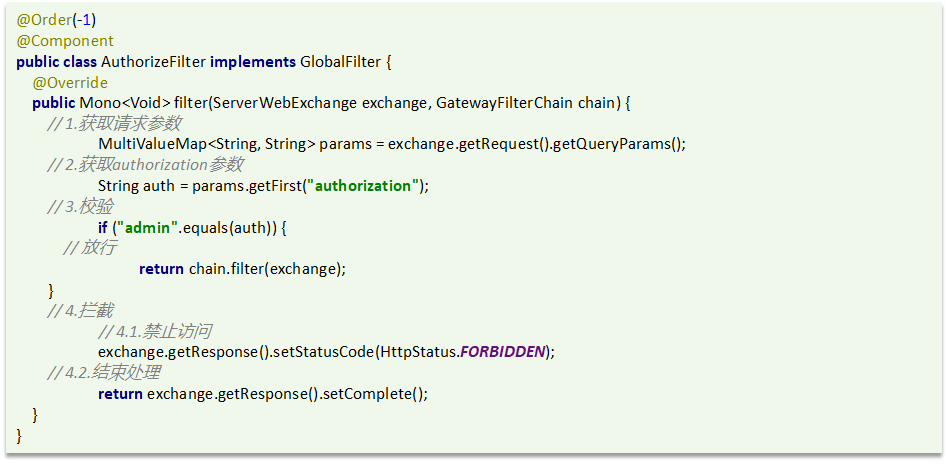 @Order(-1)
@Component
public class AuthorizeFilter implements GlobalFilter {
@Override
public Mono<Void> filter(ServerWebExchange exchange, GatewayFilterChain chain) {
// 1.获取请求参数
MultiValueMap<String, String> params = exchange.getRequest().getQueryParams();
// 2.获取authorization参数
String auth = params.getFirst("authorization");
// 3.校验
if ("admin".equals(auth)) {
// 放行
return chain.filter(exchange);
}
// 4.拦截
// 4.1.禁止访问
exchange.getResponse().setStatusCode(HttpStatus.FORBIDDEN);
// 4.2.结束处理
return exchange.getResponse().setComplete();
}
}